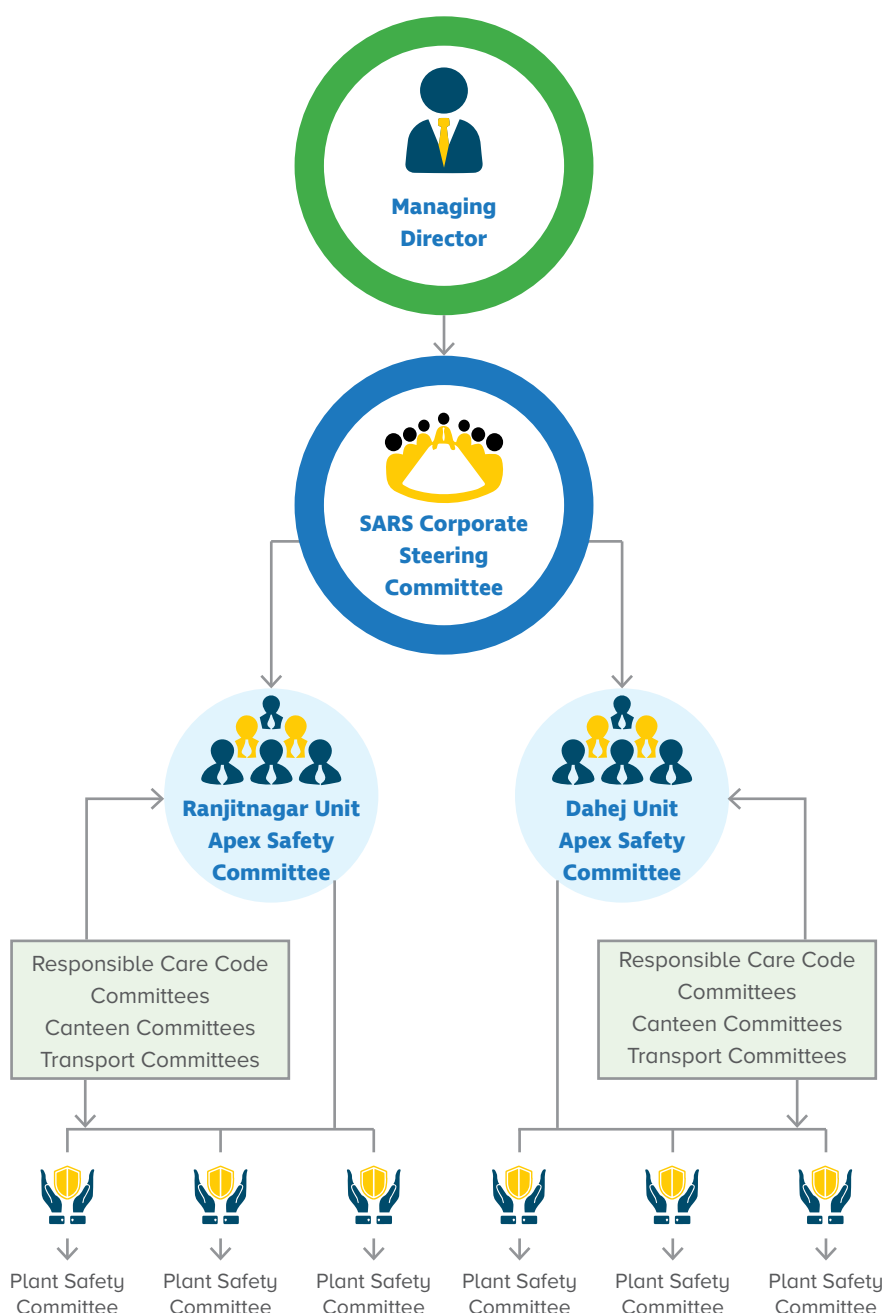 Managing
Director
SARS Corporate
Steering
Committee
Ranjitnagar Unit
Apex Safety
Committee
Dahej Unit
Apex Safety
Committee
Responsible Care Code
Committees
Canteen Committees
Transport Committees
Responsible Care Code
Committees
Canteen Committees
Transport Committees
Plant Safety
Committee
Plant Safety
Committee
Plant Safety
Committee
Plant Safety
Committee
Plant Safety
Committee
Plant Safety
Committee